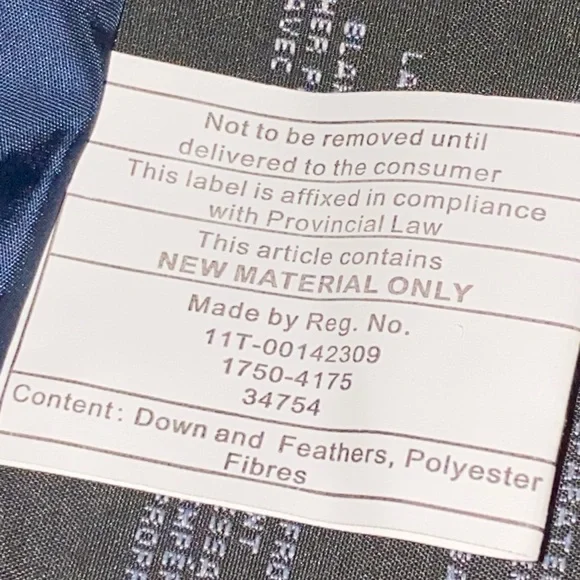 Not to be removed until
delivered to the consumer
This label is affixed in compliance
with Provincial Law
This article contains
NEW MATERIAL ONLY
Made by Reg. No.
11T-00142309
1750-4175
34754
Content: Down and Feathers, Polyester
Fibres